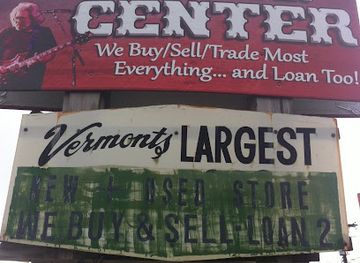 CENTER
We Buy/Sell/Trade Most
Everything... and Loan Too!
Vermont's LARGEST
NEW + USED STORE
WE BUY & SELL-LOAN 2